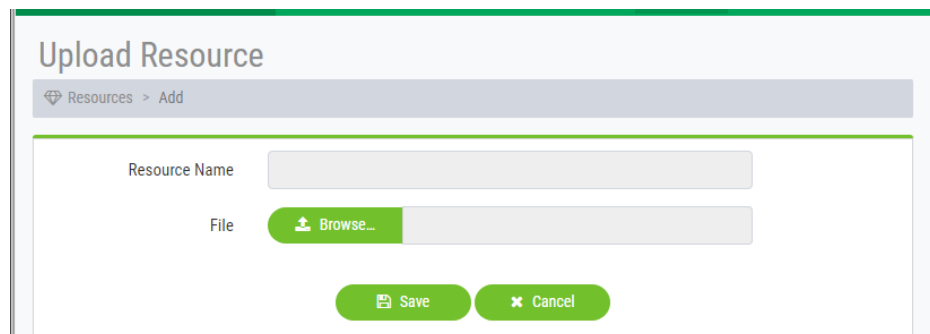 Upload Resource
Resources > Add
Resource Name
File
Browse...
Save
Cancel